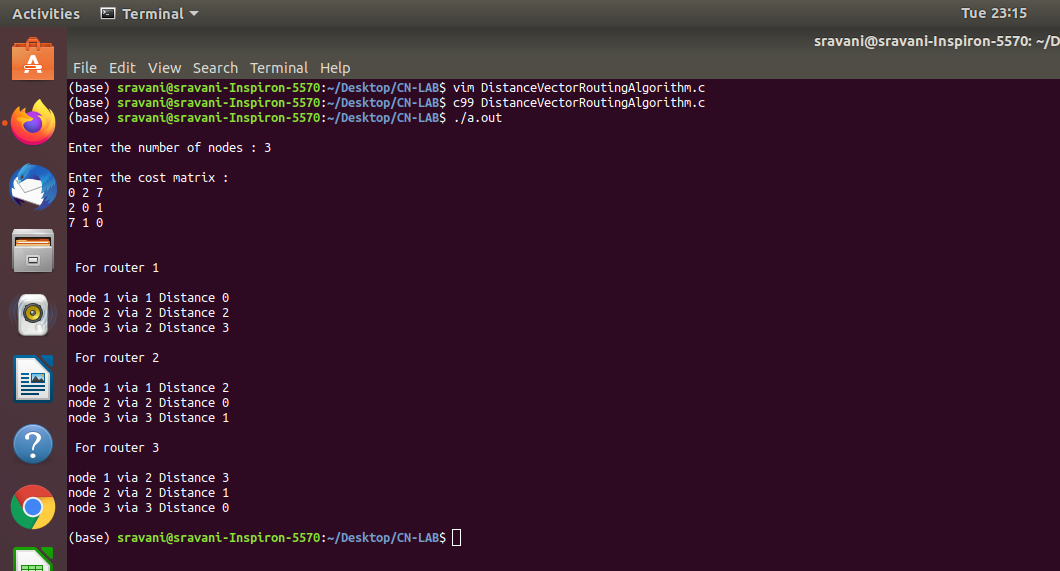 Activities Terminal Tue 23:15
sravani@sravani-Inspiron-5570: ~/D
File Edit View Search Terminal Help
(base) sravani@sravani-Inspiron-5570:~/Desktop/CN-LAB$ vim DistanceVectorRoutingAlgorithm.c
(base) sravani@sravani-Inspiron-5570:~/Desktop/CN-LAB$ c99 DistanceVectorRoutingAlgorithm.c
(base) sravani@sravani-Inspiron-5570:~/Desktop/CN-LAB$ ./a.out
Enter the number of nodes : 3
Enter the cost matrix :
0 2 7
2 0 1
7 1 0
For router 1
node 1 via 1 Distance 0
node 2 via 2 Distance 2
node 3 via 2 Distance 3
For router 2
node 1 via 1 Distance 2
node 2 via 2 Distance 0
node 3 via 3 Distance 1
For router 3
node 1 via 2 Distance 3
node 2 via 2 Distance 1
node 3 via 3 Distance 0
(base) sravani@sravani-Inspiron-5570:~/Desktop/CN-LAB$